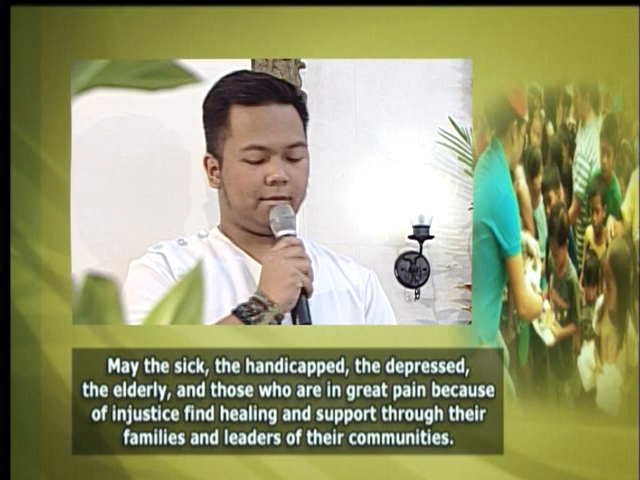 May the sick, the handicapped, the depressed,
the elderly, and those who are in great pain because
of injustice find healing and support through their
families and leaders of their communities.